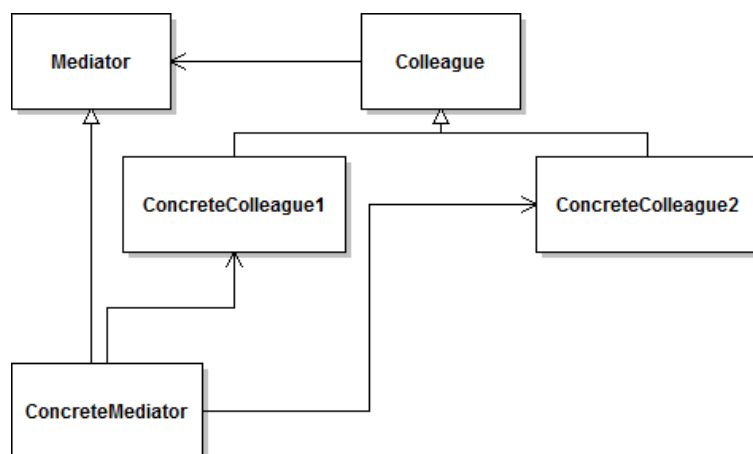 Mediator
Colleague
ConcreteColleague1
ConcreteColleague2
ConcreteMediator